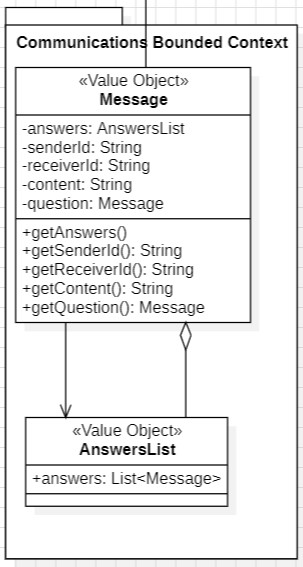 Communications Bounded Context
«Value Object»
Message
-answers: AnswersList
-senderId: String
-receiverId: String
-content: String
-question: Message
+getAnswers()
+getSenderId(): String
+getReceiverId(): String
+getContent(): String
+getQuestion(): Message
«Value Object»
AnswersList
+answers: List<Message>